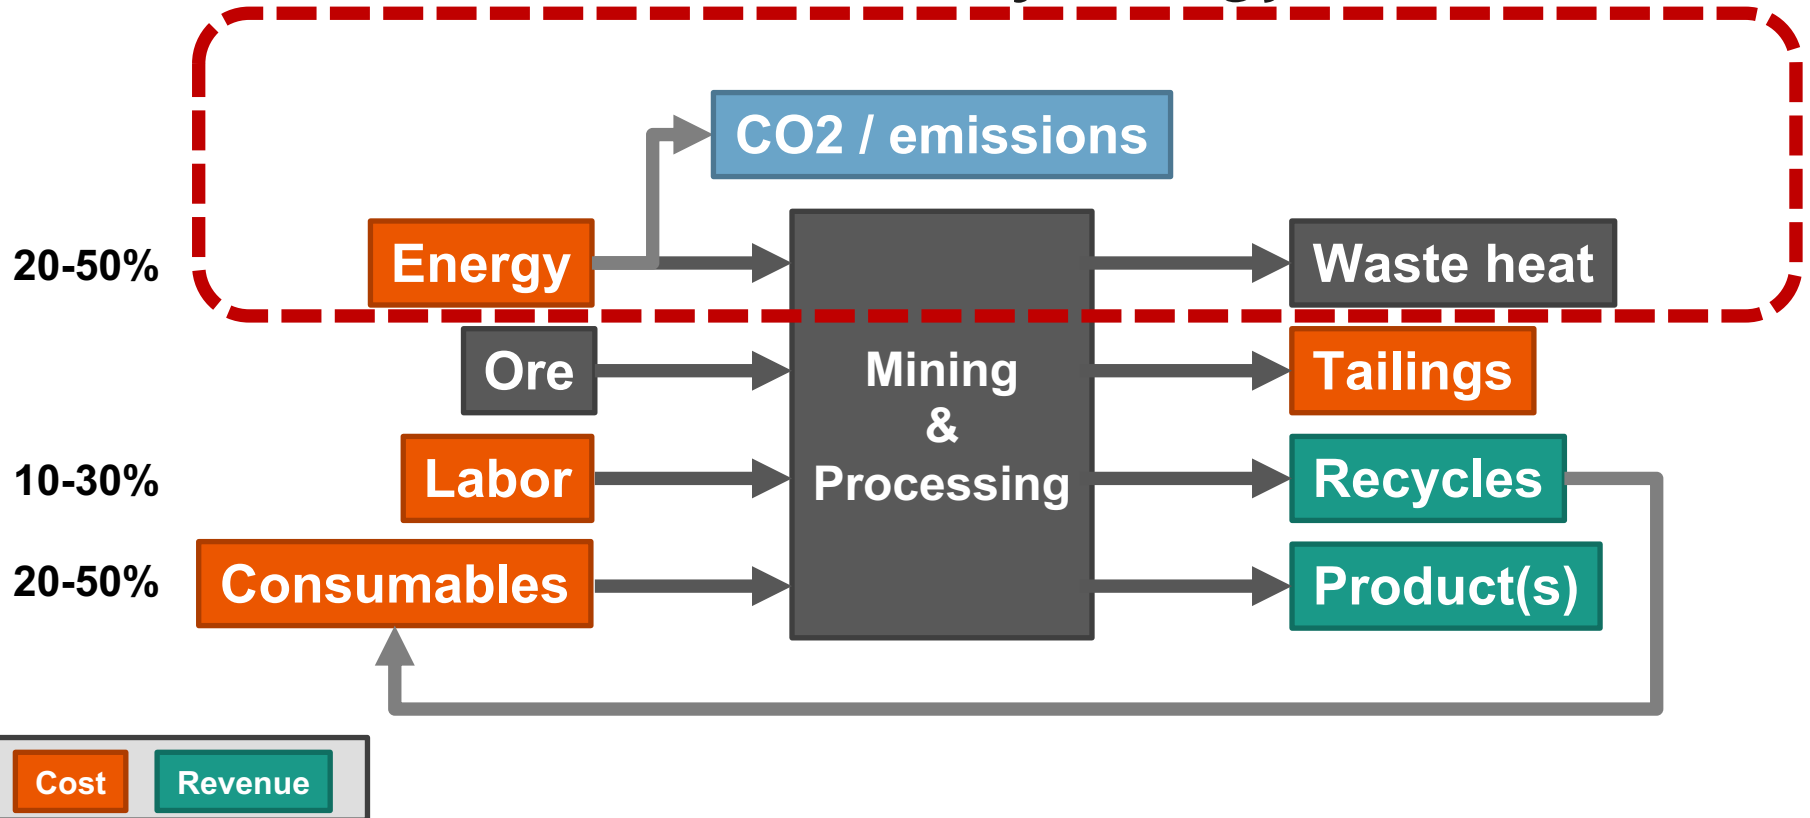 CO2 / emissions
20-50%
Energy
Waste heat
Ore
Mining
&
Processing
Tailings
10-30%
Labor
Recycles
20-50%
Consumables
Product(s)
Cost
Revenue